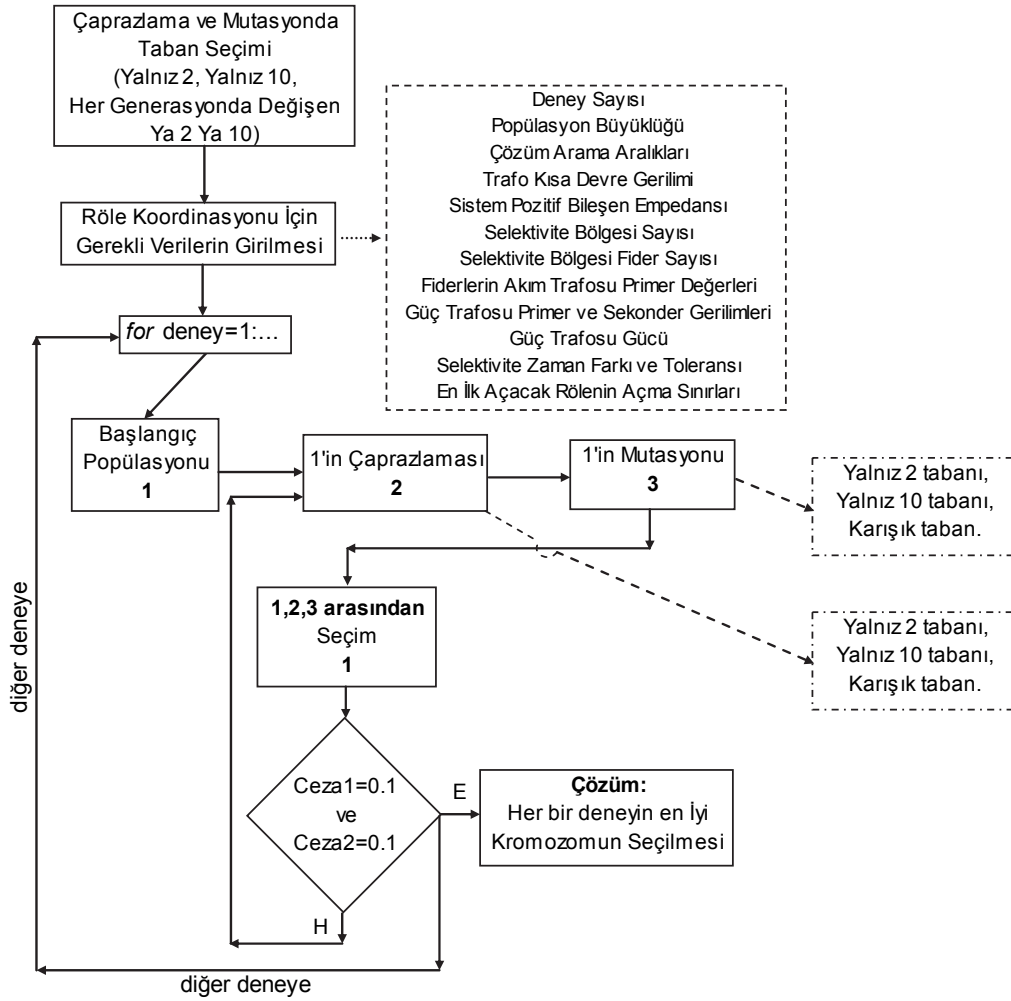 Çaprazlama ve Mutasyonda
Taban Seçimi
(Yalnız 2, Yalnız 10,
Her Generasyonda Değişen
Ya 2 Ya 10)
Röle Koordinasyonu İçin
Gerekli Verilerin Girilmesi
Deney Sayısı
Popülasyon Büyüklüğü
Çözüm Arama Aralıkları
Trafo Kısa Devre Gerilimi
Sistem Pozitif Bileşen Empedansı
Selektivite Bölgesi Sayısı
Selektivite Bölgesi Fider Sayısı
Fiderlerin Akım Trafosu Primer Değerleri
Güç Trafosu Primer ve Sekonder Gerilimleri
Güç Trafosu Gücü
Selektivite Zaman Farkı ve Toleransı
En İlk Açacak Rölenin Açma Sınırları
for deney=1:...
Başlangıç
Popülasyonu
1
1'in Çaprazlaması
2
1'in Mutasyonu
3
Yalnız 2 tabanı,
Yalnız 10 tabanı,
Karışık taban.
Yalnız 2 tabanı,
Yalnız 10 tabanı,
Karışık taban.
1,2,3 arasından
Seçim
1
Ceza1=0.1
ve
Ceza2=0.1
E
H
Çözüm:
Her bir deneyin en İyi
Kromozomun Seçilmesi
diğer deneye
diğer deneye